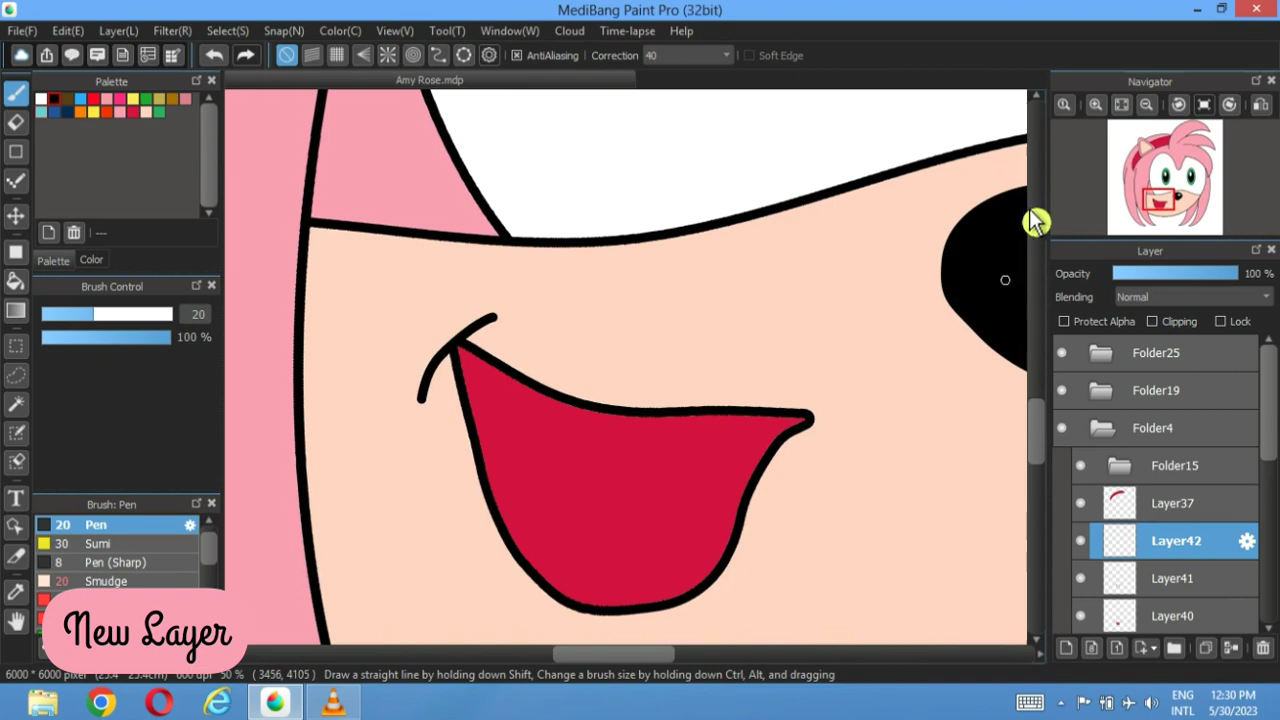 MediBang Paint Pro (32bit)
File(F) Edit(E) Layer(L) Filter(R) Select(S) Snap(N) Color(C) View(V) Tool(T) Window(W) Cloud Time-lapse Help
AntiAliasing Correction 40 Soft Edge
Palette
Amy Rose.mdp
Navigator
---
Palette Color
Brush Control
20
100 %
Brush: Pen
20 Pen
30 Sumi
8 Pen (Sharp)
20 Smudge
New Layer
Layer
Opacity 100 %
Blending Normal
Protect Alpha Clipping Lock
Folder25
Folder19
Folder4
Folder15
Layer37
Layer42
Layer41
Layer40
(3456, 4105) Draw a straight line by holding down Shift, Change a brush size by holding down Ctrl, Alt, and dragging
ENG 12:30 PM
INTL 5/30/2023